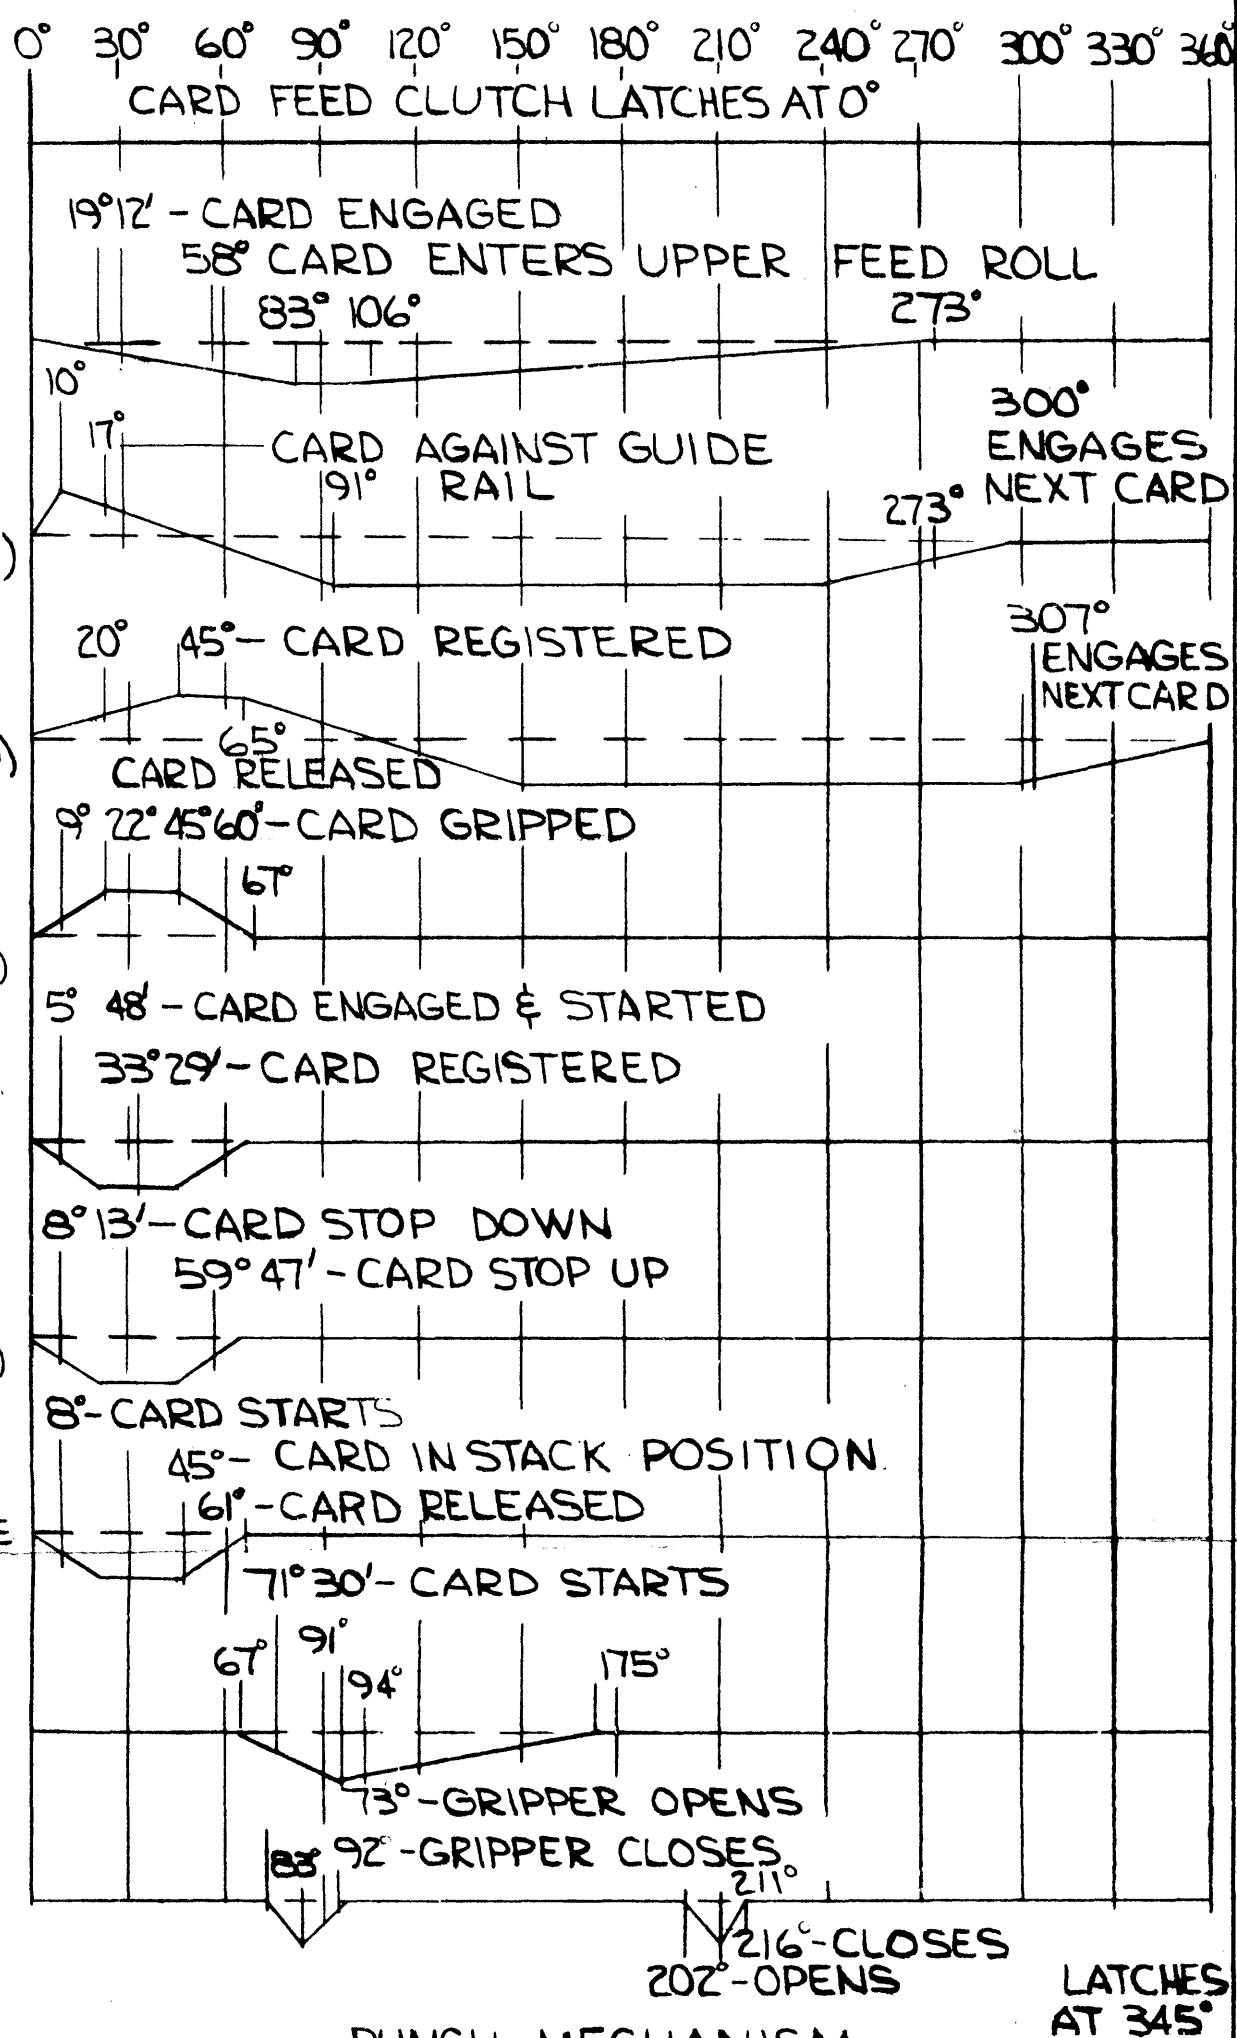 0° 30° 60° 90° 120° 150° 180° 210° 240° 270° 300° 330° 360°
CARD FEED CLUTCH LATCHES AT 0°
19°12' - CARD ENGAGED
58° CARD ENTERS UPPER FEED ROLL
83° 106° 273°
10°
300°
17° CARD AGAINST GUIDE ENGAGES
91° RAIL NEXT CARD
273°
307°
20° 45° - CARD REGISTERED ENGAGES
NEXT CARD
65°
CARD RELEASED
9° 22° 45° 60° - CARD GRIPPED
67°
5° 48' - CARD ENGAGED & STARTED
33°29' - CARD REGISTERED
8°13' - CARD STOP DOWN
59°47' - CARD STOP UP
8° - CARD STARTS
45° - CARD IN STACK POSITION
61° - CARD RELEASED
71°30' - CARD STARTS
91°
67° 94° 175°
73° - GRIPPER OPENS
92° - GRIPPER CLOSES
83° 211°
216° - CLOSES
202° - OPENS LATCHES
AT 345°
PUNCH MECHANISM